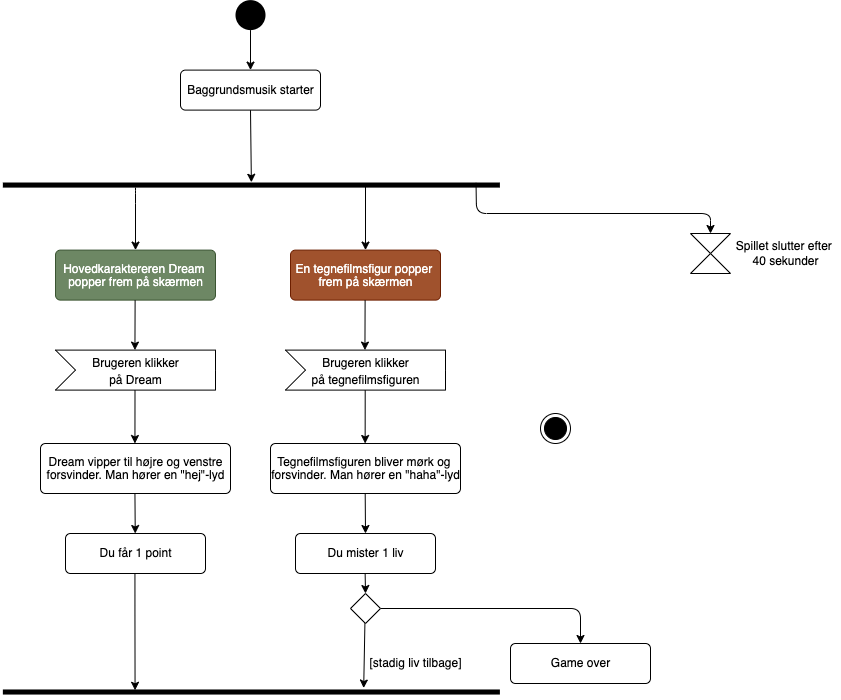 Baggrundsmusik starter
Hovedkaraktereren Dream
popper frem på skærmen
En tegnefilmsfigur popper
frem på skærmen
Spillet slutter efter
40 sekunder
Brugeren klikker
på Dream
Brugeren klikker
på tegnefilmsfiguren
Dream vipper til højre og venstre
forsvinder. Man hører en "hej"-lyd
Tegnefilmsfiguren bliver mørk og
forsvinder. Man hører en "haha"-lyd
Du får 1 point
Du mister 1 liv
[stadig liv tilbage]
Game over